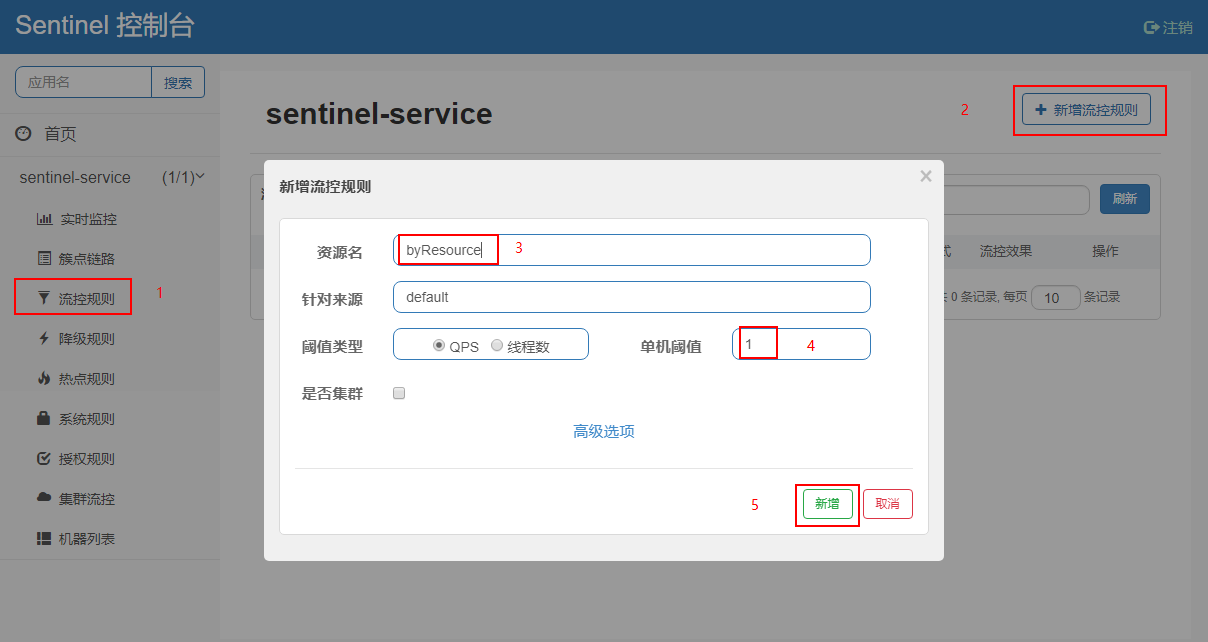 Sentinel 控制台
注销
应用名 搜索
首页
sentinel-service (1/1)
实时监控
簇点链路
流控规则 1
降级规则
热点规则
系统规则
授权规则
集群流控
机器列表
sentinel-service
2 新增流控规则
刷新
流控效果 操作
0 条记录, 每页 10 条记录
新增流控规则 ×
资源名 byResource 3
针对来源 default
阈值类型 QPS 线程数 单机阈值 1 4
是否集群
高级选项
5 新增 取消